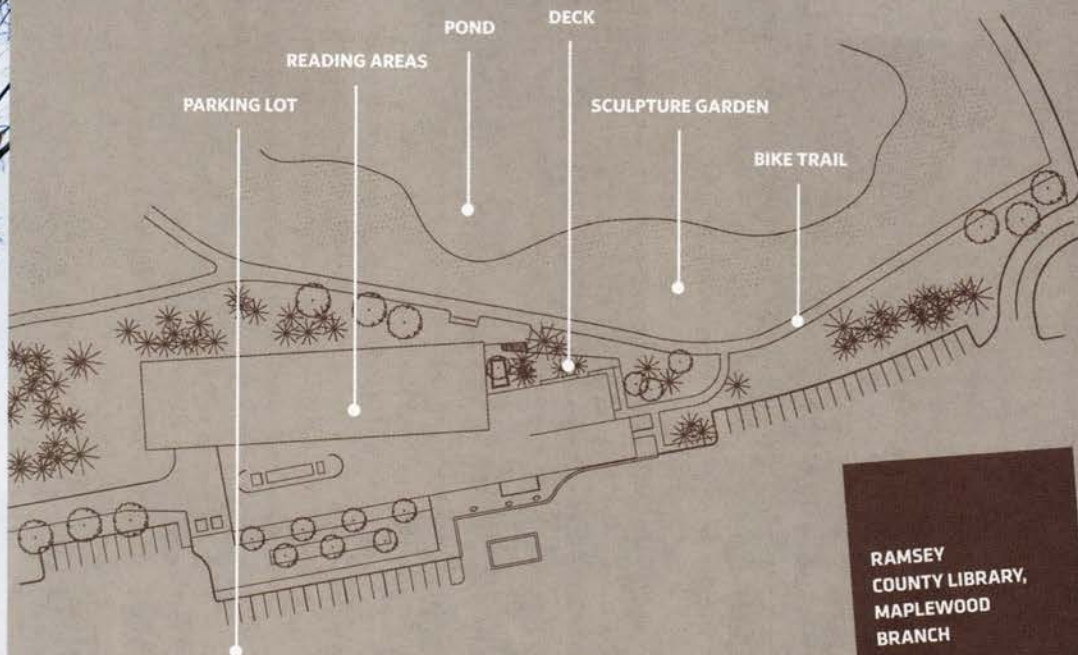 DECK
POND
READING AREAS
PARKING LOT
SCULPTURE GARDEN
BIKE TRAIL
RAMSEY
COUNTY LIBRARY,
MAPLEWOOD
BRANCH